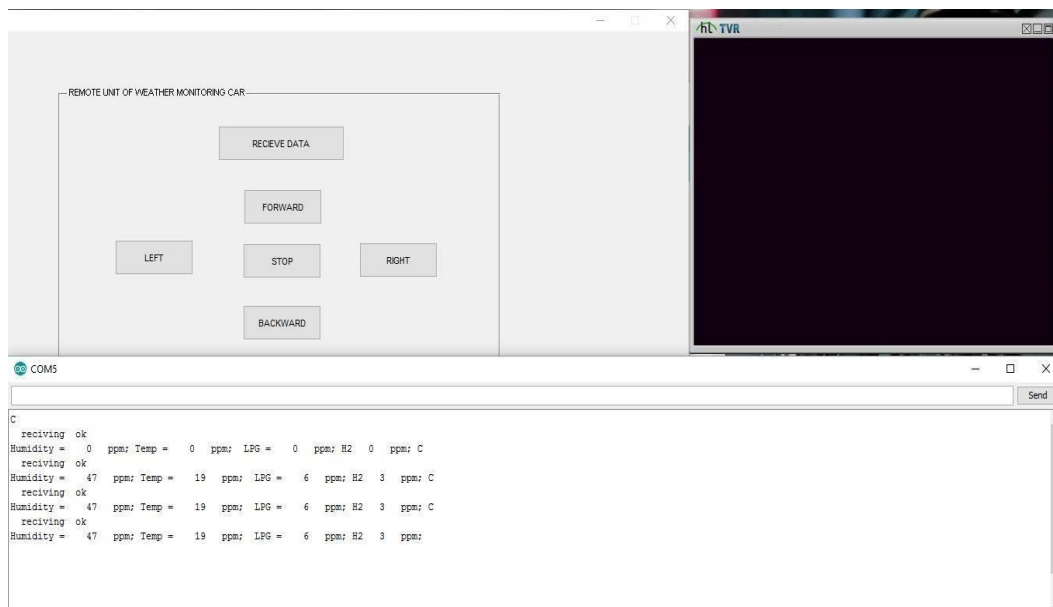 TVR
REMOTE UNIT OF WEATHER MONITORING CAR
RECIEVE DATA
FORWARD
LEFT STOP RIGHT
BACKWARD
COM5
Send
C
reciving ok
Humidity = 0 ppm; Temp = 0 ppm; LPG = 0 ppm; H2 0 ppm; C
reciving ok
Humidity = 47 ppm; Temp = 19 ppm; LPG = 6 ppm; H2 3 ppm; C
reciving ok
Humidity = 47 ppm; Temp = 19 ppm; LPG = 6 ppm; H2 3 ppm; C
reciving ok
Humidity = 47 ppm; Temp = 19 ppm; LPG = 6 ppm; H2 3 ppm;